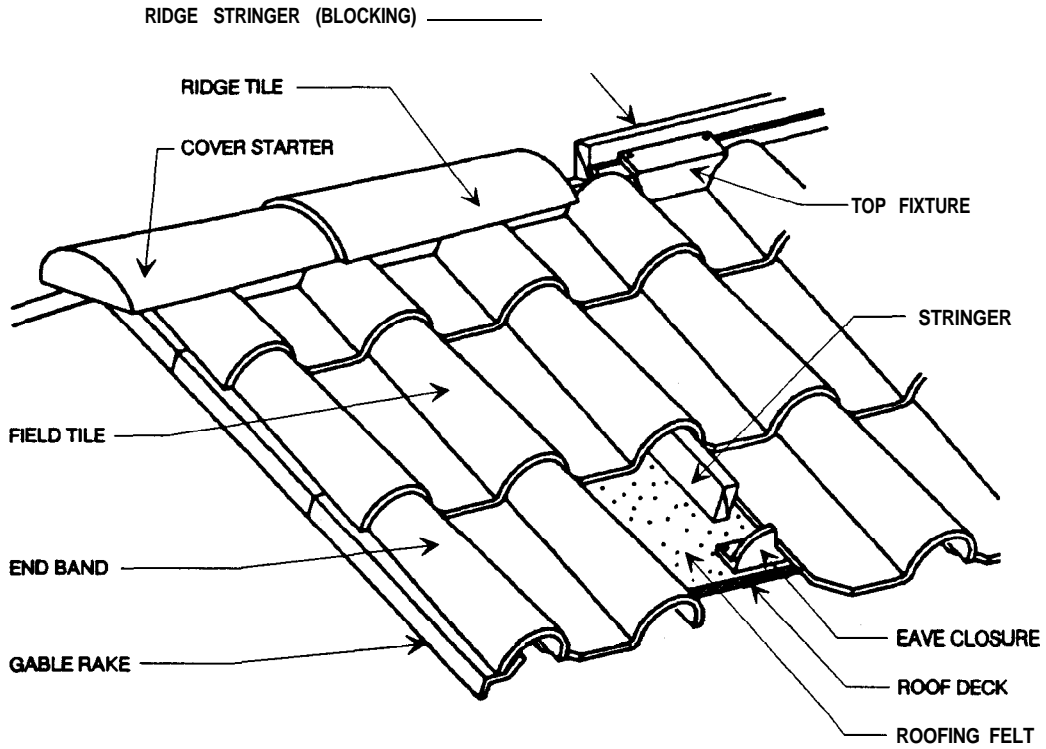 RIDGE STRINGER (BLOCKING)
RIDGE TILE
COVER STARTER
TOP FIXTURE
STRINGER
FIELD TILE
END BAND
GABLE RAKE
EAVE CLOSURE
ROOF DECK
ROOFING FELT